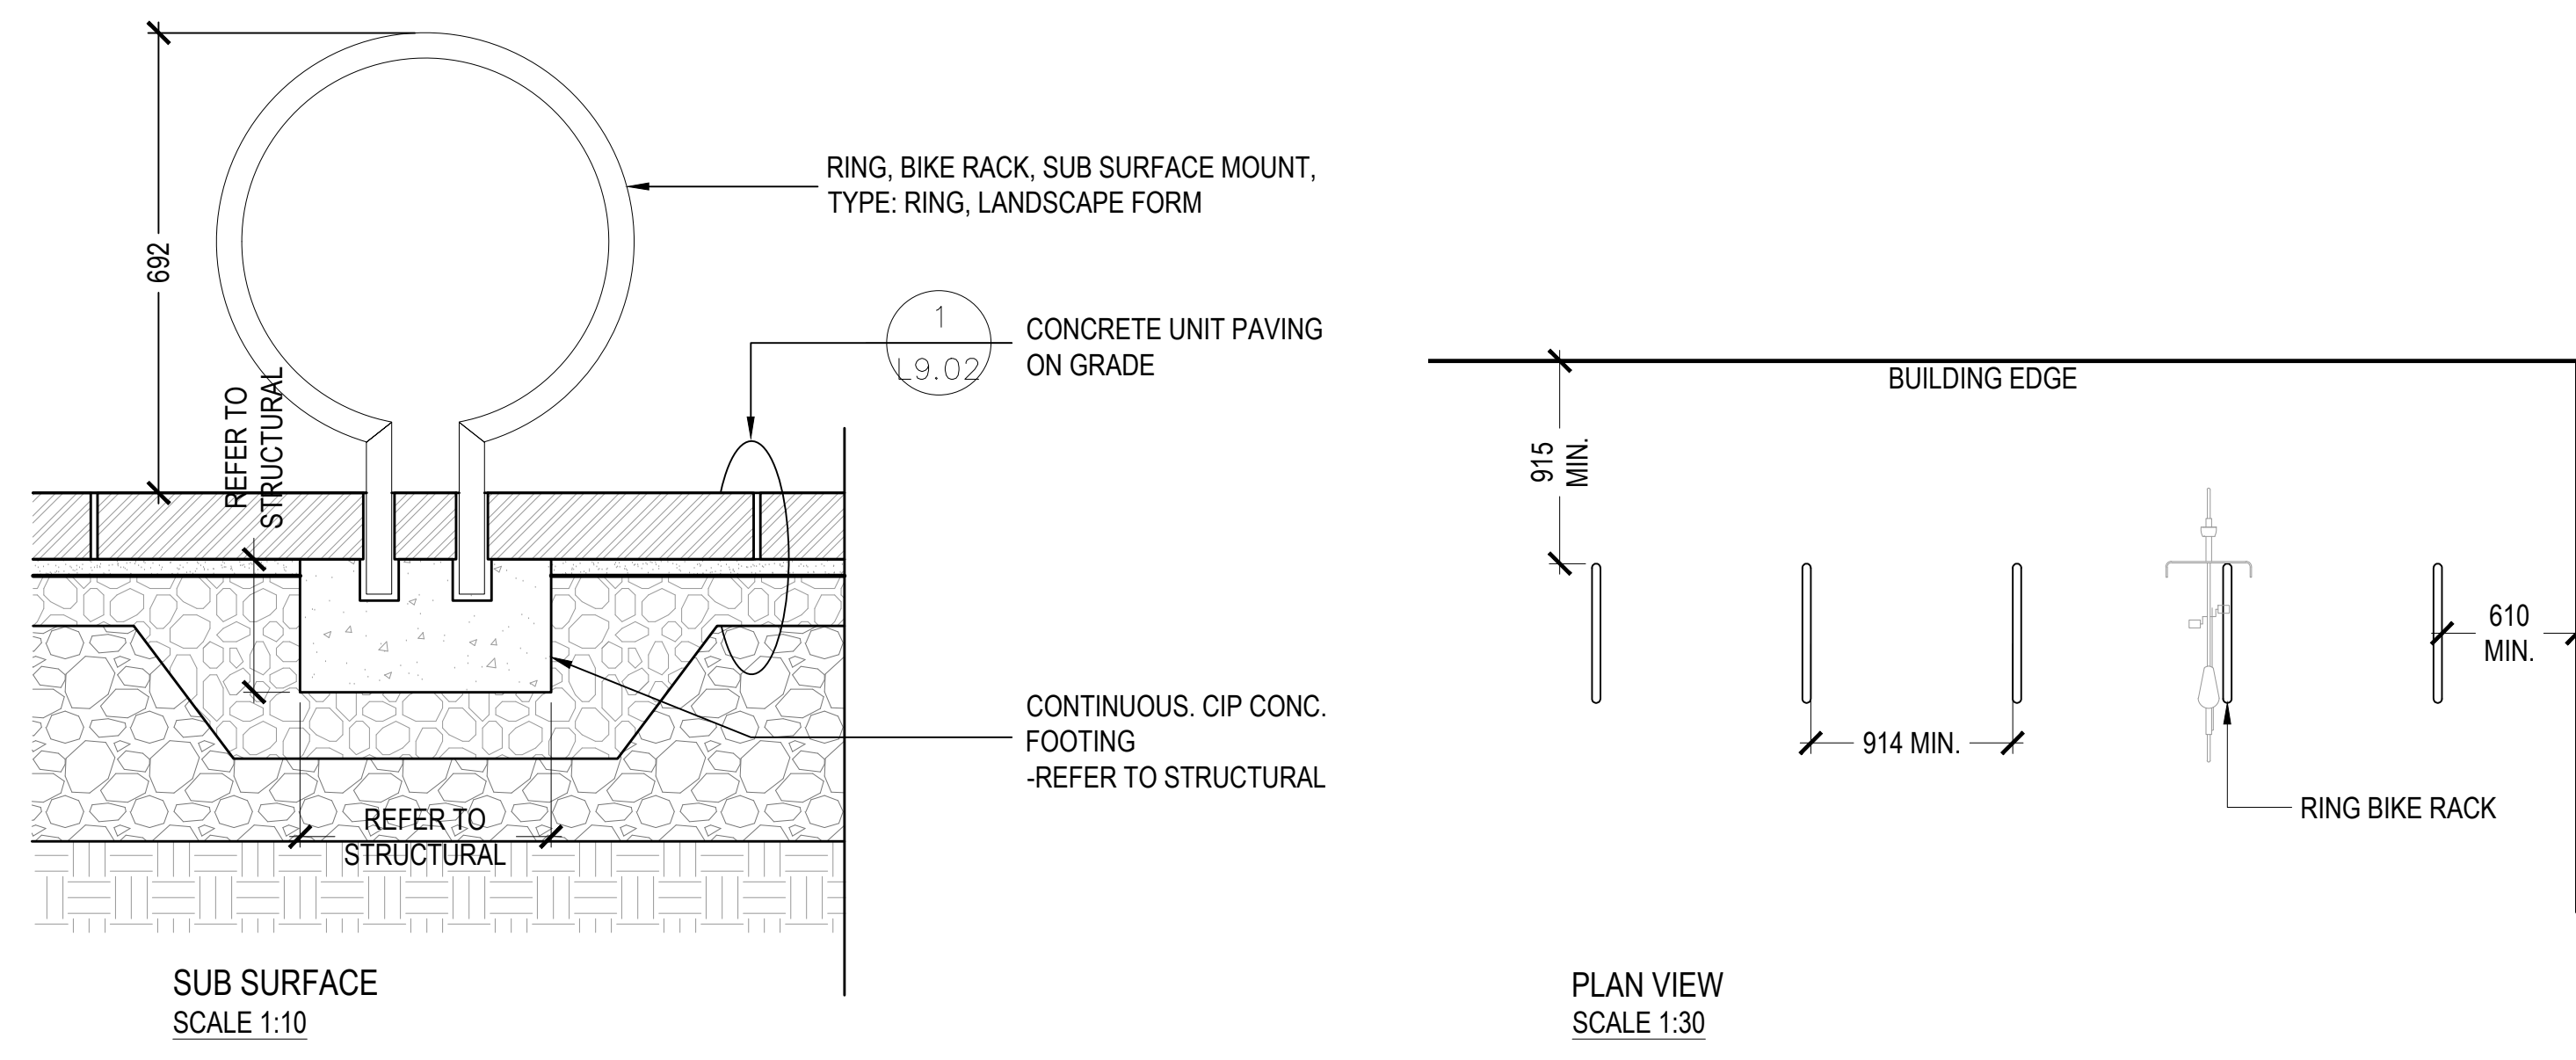 692
RING, BIKE RACK, SUB SURFACE MOUNT,
TYPE: RING, LANDSCAPE FORM
1
L9.02
CONCRETE UNIT PAVING
ON GRADE
REFER TO
STRUCTURAL
CONTINUOUS. CIP CONC.
FOOTING
-REFER TO STRUCTURAL
REFER TO
STRUCTURAL
SUB SURFACE
SCALE 1:10
BUILDING EDGE
915
MIN.
610
MIN.
914 MIN.
RING BIKE RACK
PLAN VIEW
SCALE 1:30